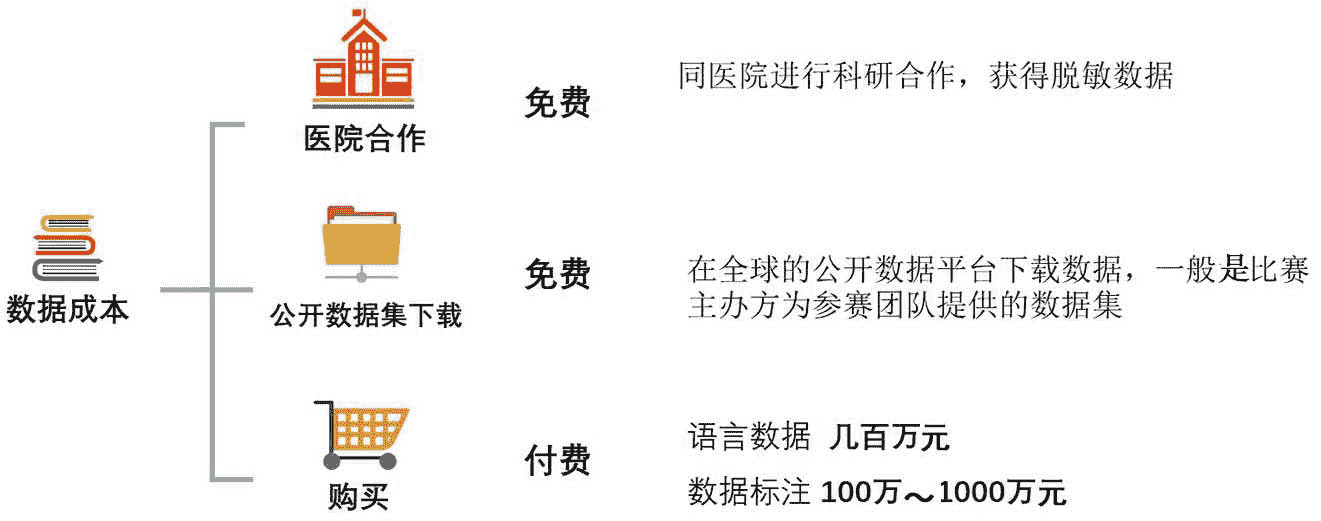 同医院进行科研合作，获得脱敏数据
免费
医院合作
数据成本
公开数据集下载
免费
在全球的公开数据平台下载数据，一般是比赛
主办方为参赛团队提供的数据集
购买
付费
语言数据 几百万元
数据标注 100万～1000万元